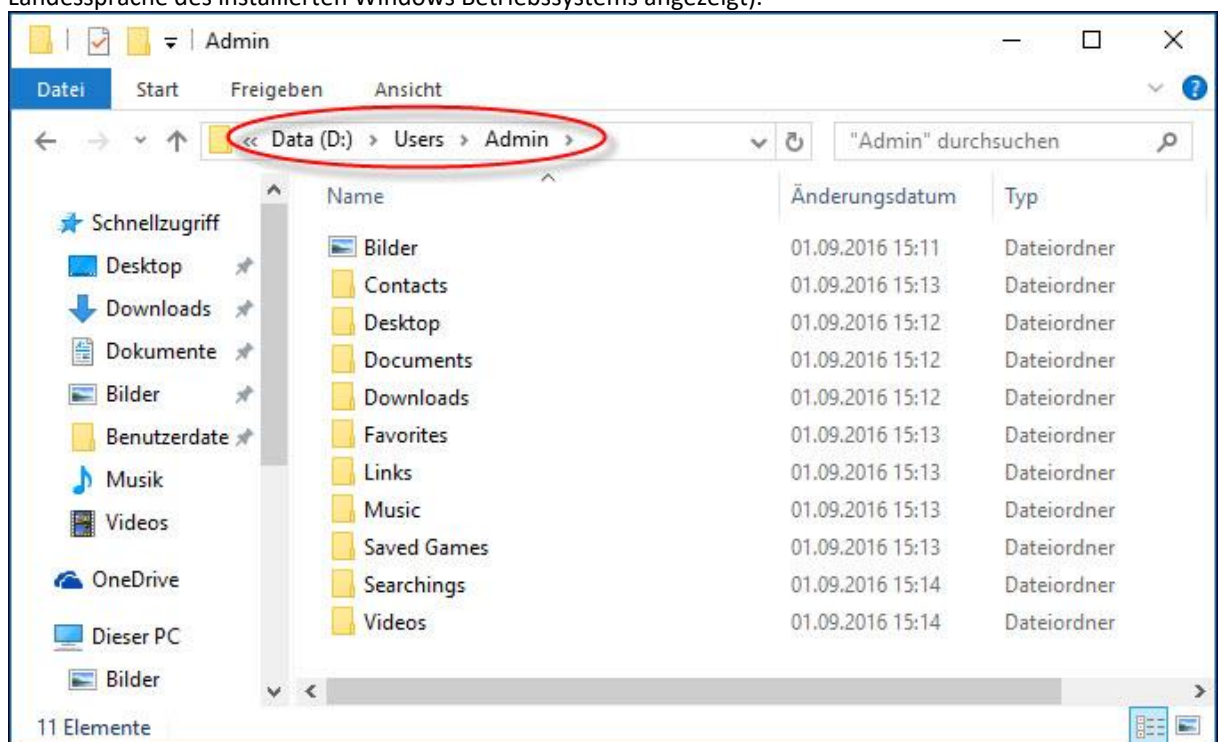 Landessprache des installierten Windows Betriebssystems angezeigt).
Admin
Datei Start Freigeben Ansicht
« Data (D:) › Users › Admin › "Admin" durchsuchen
Name Änderungsdatum Typ
Schnellzugriff
Desktop
Downloads
Dokumente
Bilder
Benutzerdate
Musik
Videos
OneDrive
Dieser PC
Bilder
Bilder 01.09.2016 15:11 Dateiordner
Contacts 01.09.2016 15:13 Dateiordner
Desktop 01.09.2016 15:12 Dateiordner
Documents 01.09.2016 15:12 Dateiordner
Downloads 01.09.2016 15:12 Dateiordner
Favorites 01.09.2016 15:13 Dateiordner
Links 01.09.2016 15:13 Dateiordner
Music 01.09.2016 15:13 Dateiordner
Saved Games 01.09.2016 15:13 Dateiordner
Searchings 01.09.2016 15:14 Dateiordner
Videos 01.09.2016 15:14 Dateiordner
11 Elemente